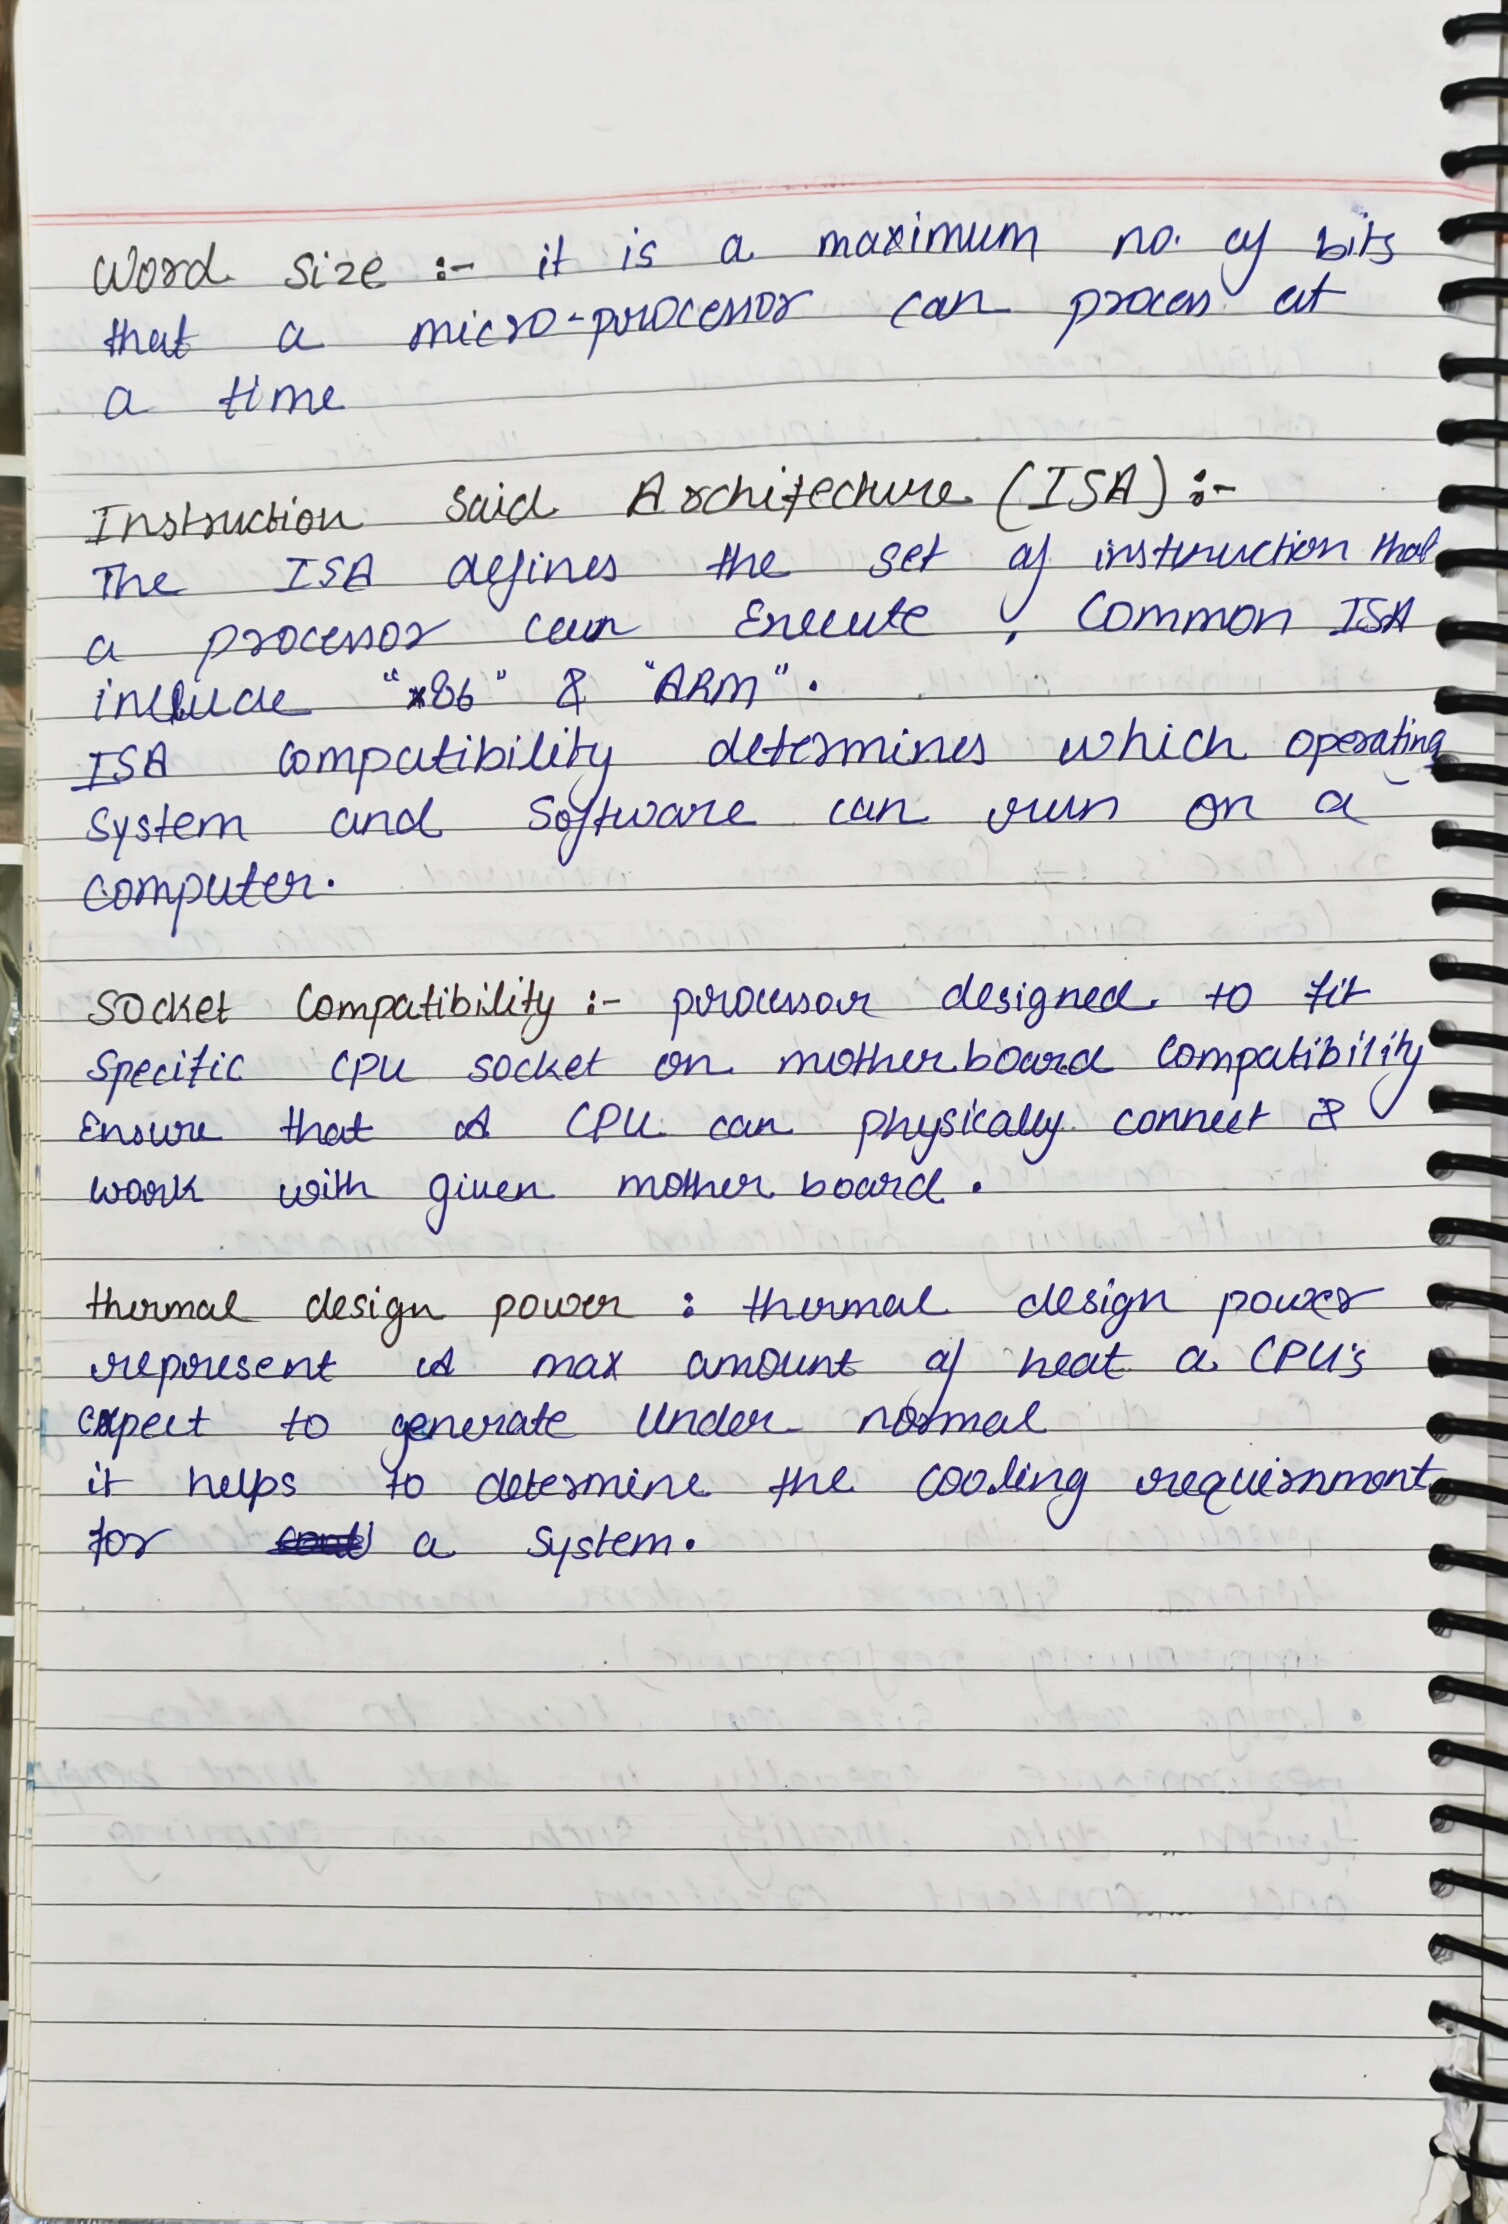 Word size :- it is a maximum no. of bits
that a micro-processor can process at
a time
Instruction said Architecture (ISA) :-
The ISA defines the set of instruction that
a processor can Execute , Common ISA
include "x86" & "ARM".
ISA compatibility determines which operating
system and Software can run on a
computer.
Socket Compatibility :- processor designed to fit
specific CPU socket on mother board compatibility
Ensure that A CPU can physically connect &
work with given mother board.
thermal design power : thermal design power
represent A max amount of heat a CPU's
expect to generate Under normal
it helps to determine the cooling requirnment
for a system.